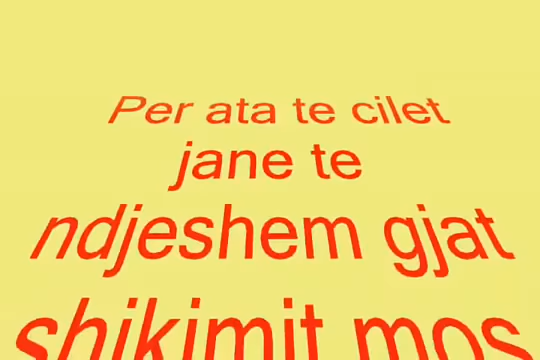 Per ata te cilet
jane te
ndjeshem gjat
shikimit mos